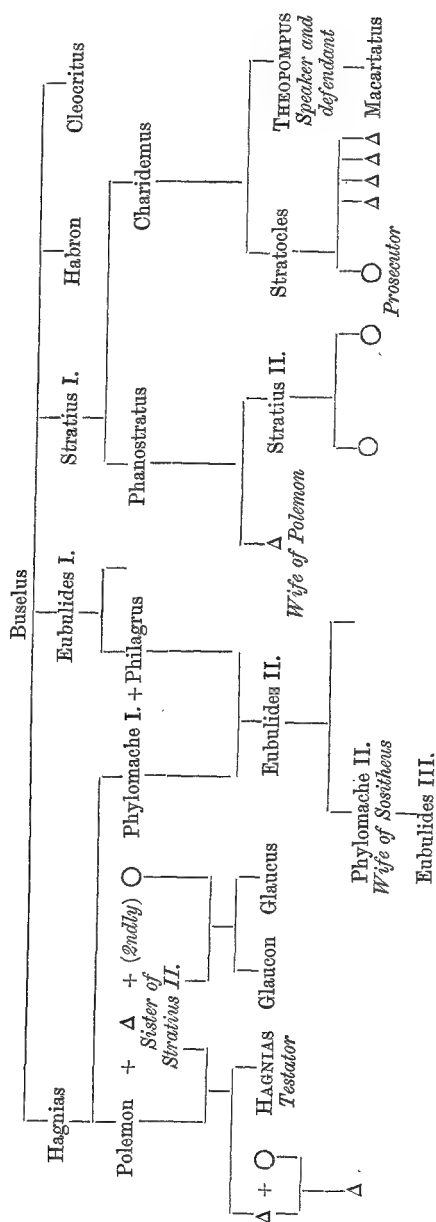 Buselus
Hagnias
Eubulides I.
Stratius I.
Habron
Cleocritus
Polemon + Δ + (2ndly) O
Sister of
Stratius II.
Phylomache I. + Philagrus
Phanostratus
Charidemus
HAGNIAS
Testator
Glaucon
Glaucus
Eubulides II.
Δ
Wife of Polemon
Stratius II.
Stratocles
THEOPOMPUS
Speaker and
defendant
Δ + O
Δ
Phylomache II.
Wife of Sositheus
Eubulides III.
O
O
O
Prosecutor
Δ Δ Δ Δ
Macartatus